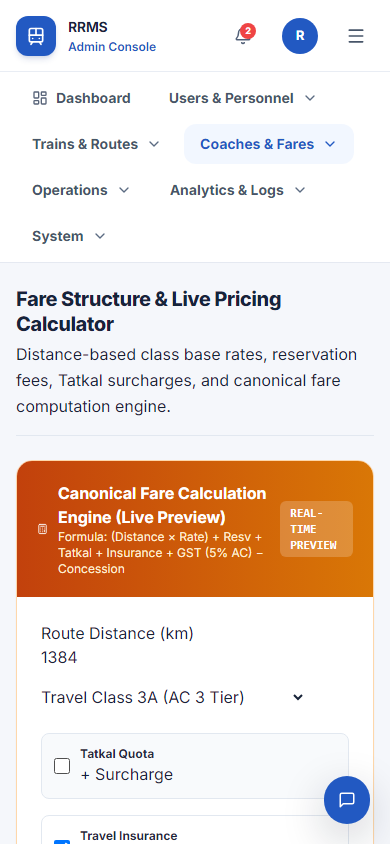 RRMS
Admin Console
2
R
Dashboard
Users & Personnel
Trains & Routes
Coaches & Fares
Operations
Analytics & Logs
System
Fare Structure & Live Pricing
Calculator
Distance-based class base rates, reservation
fees, Tatkal surcharges, and canonical fare
computation engine.
Canonical Fare Calculation
Engine (Live Preview)
Formula: (Distance × Rate) + Resv +
Tatkal + Insurance + GST (5% AC) −
Concession
REAL-
TIME
PREVIEW
Route Distance (km)
1384
Travel Class 3A (AC 3 Tier)
Tatkal Quota
+ Surcharge
Travel Insurance